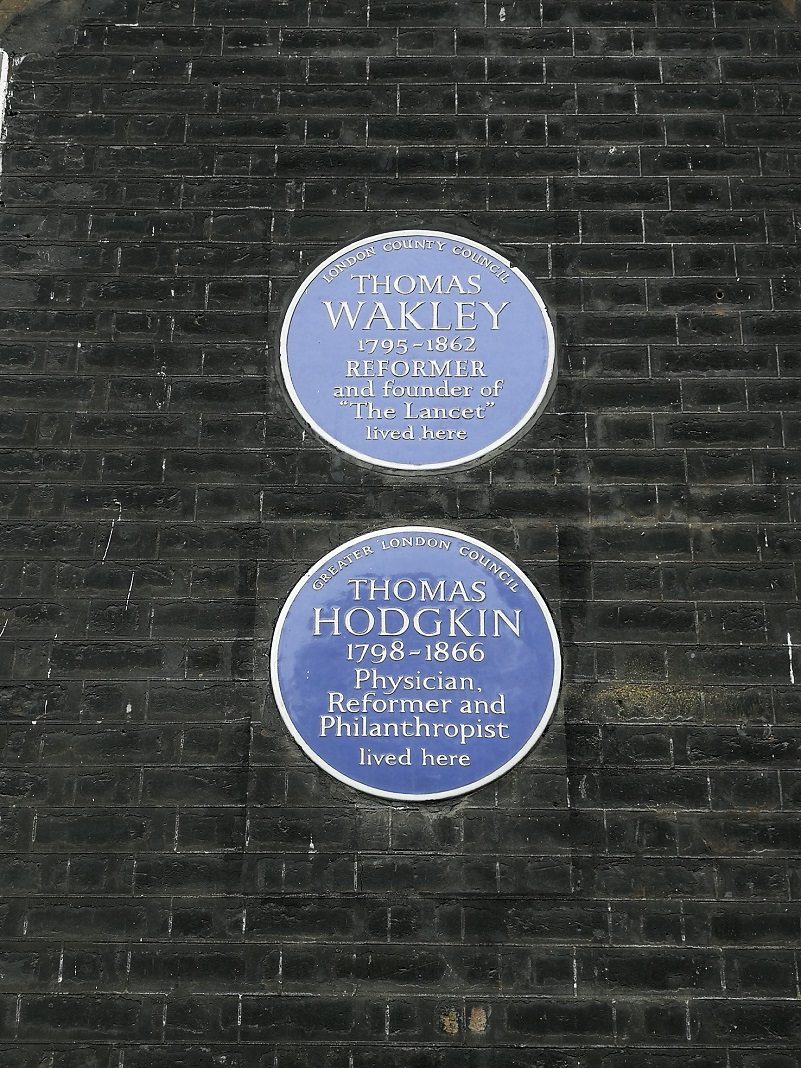 LONDON COUNTY COUNCIL
THOMAS
WAKLEY
1795-1862
REFORMER
and founder of
"The Lancet"
lived here
GREATER LONDON COUNCIL
THOMAS
HODGKIN
1798-1866
Physician,
Reformer and
Philanthropist
lived here